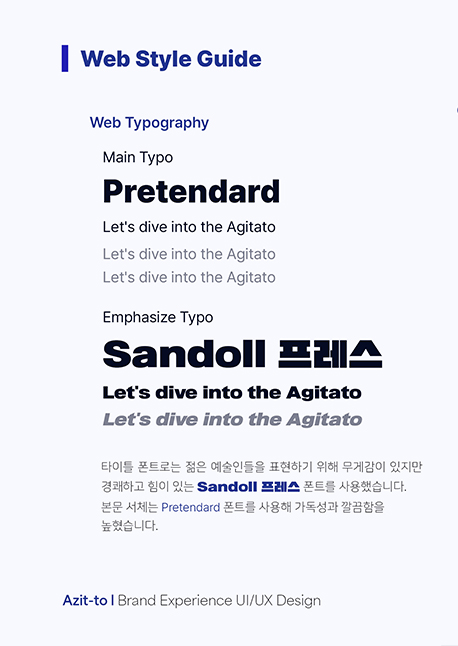 Web Style Guide
Web Typography
Main Typo
Pretendard
Let's dive into the Agitato
Let's dive into the Agitato
Let's dive into the Agitato
Emphasize Typo
Sandoll 프레스
Let's dive into the Agitato
Let's dive into the Agitato
타이틀 폰트로는 젊은 예술인들을 표현하기 위해 무게감이 있지만
경쾌하고 힘이 있는 Sandoll 프레스 폰트를 사용했습니다.
본문 서체는 Pretendard 폰트를 사용해 가독성과 깔끔함을
높혔습니다.
Azit-to | Brand Experience UI/UX Design